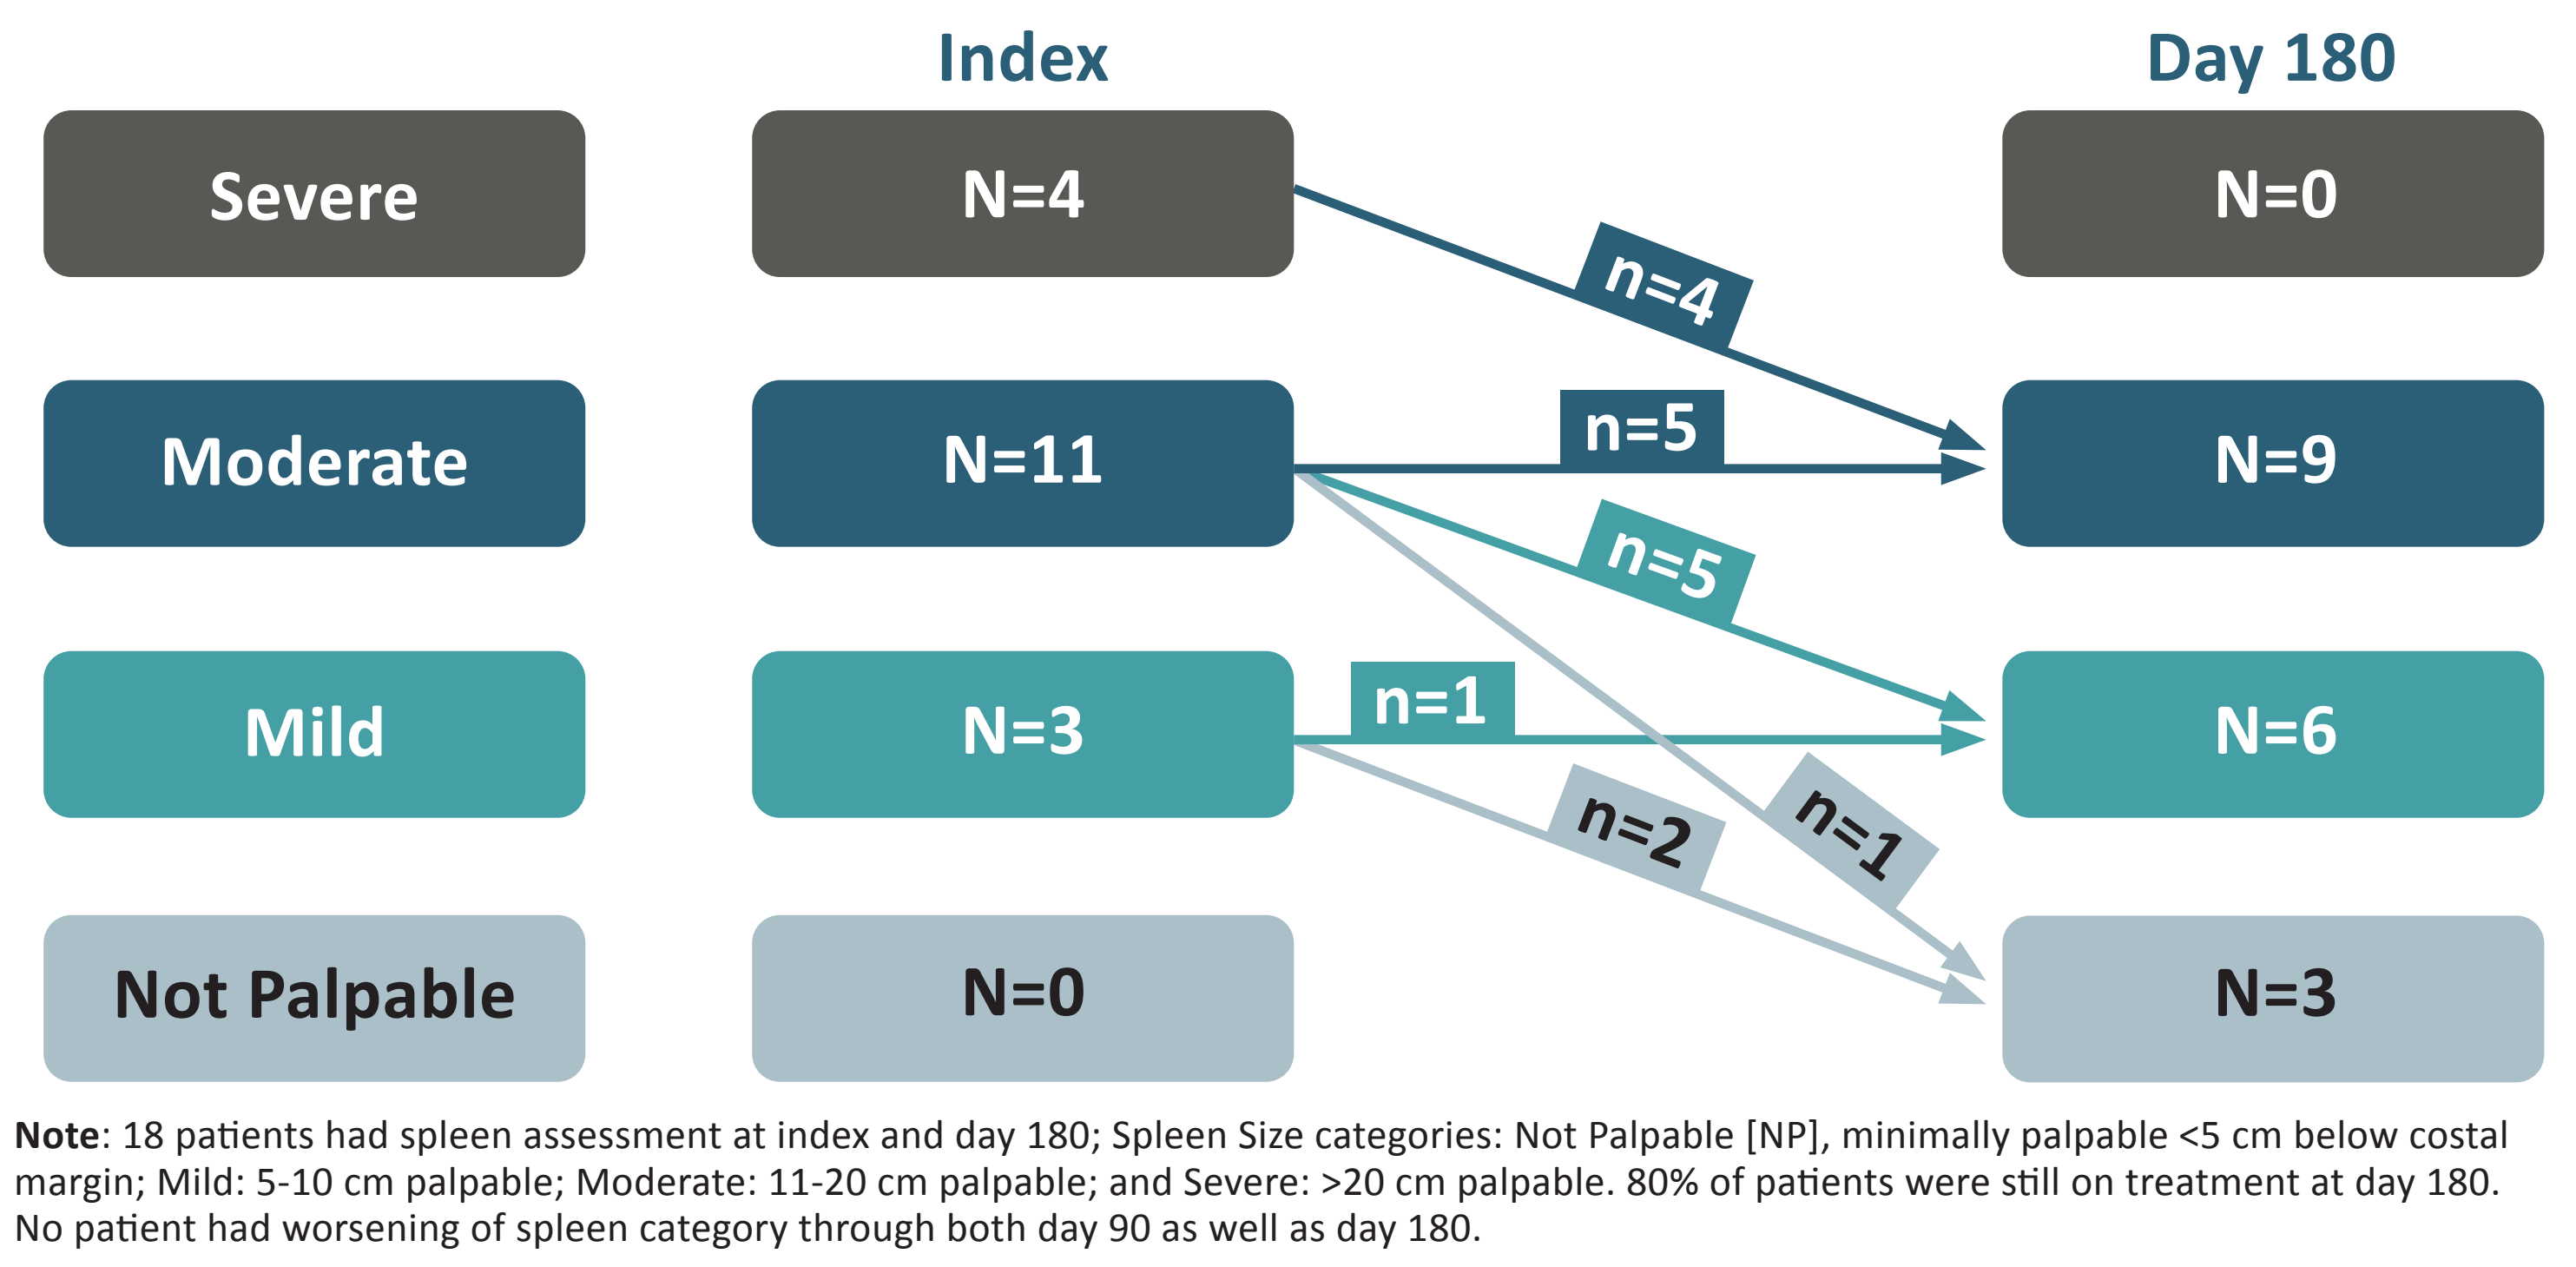 Index
Day 180
Severe
N=4
n=4
N=0
Moderate
N=11
n=5
n=5
N=9
Mild
N=3
n=1
n=2
n=1
N=6
Not Palpable
N=0
N=3
Note: 18 patients had spleen assessment at index and day 180; Spleen Size categories: Not Palpable [NP], minimally palpable <5 cm below costal
margin; Mild: 5-10 cm palpable; Moderate: 11-20 cm palpable; and Severe: >20 cm palpable. 80% of patients were still on treatment at day 180.
No patient had worsening of spleen category through both day 90 as well as day 180.